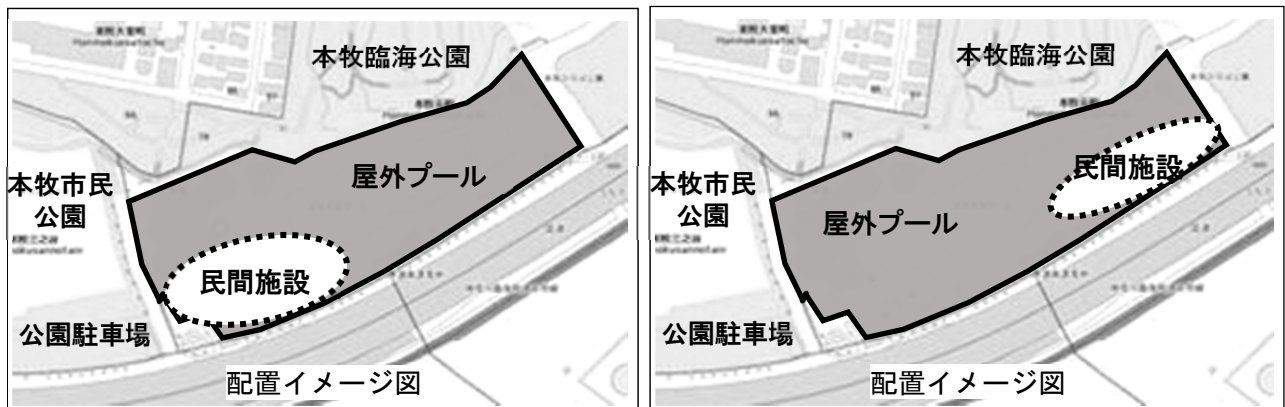 本牧臨海公園
屋外プール
本牧市民
公園
民間施設
公園駐車場
配置イメージ図
本牧臨海公園
民間施設
本牧市民
公園
屋外プール
公園駐車場
配置イメージ図